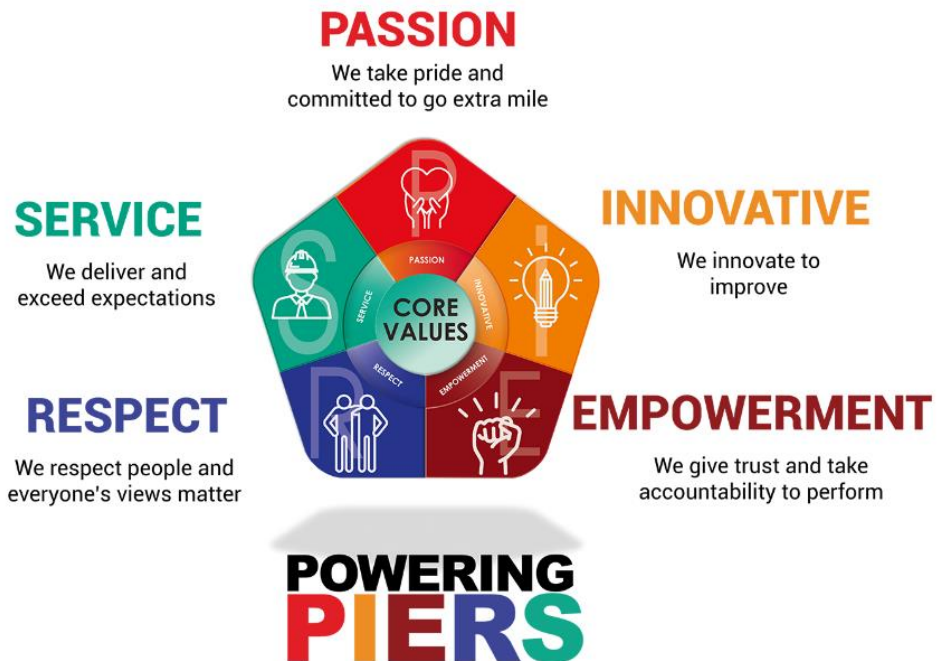 PASSION
We take pride and
committed to go extra mile
INNOVATIVE
We innovate to
improve
EMPOWERMENT
We give trust and take
accountability to perform
RESPECT
We respect people and
everyone's views matter
SERVICE
We deliver and
exceed expectations
P
I
E
R
S
PASSION
INNOVATIVE
EMPOWERMENT
RESPECT
SERVICE
CORE
VALUES
POWERING
PIERS